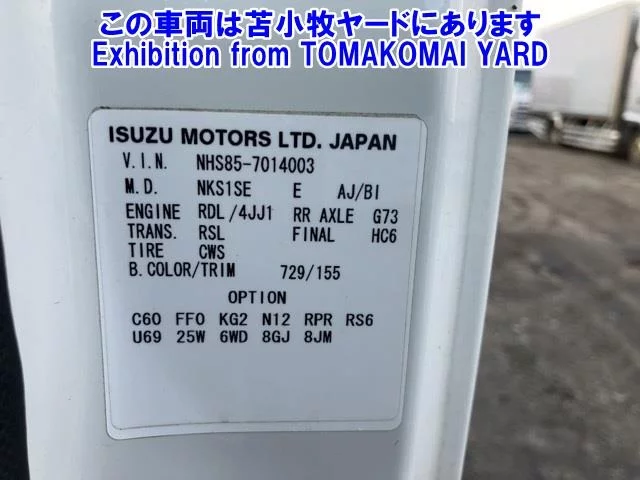 この車両は苫小牧ヤードにあります
Exhibition from TOMAKOMAI YARD
ISUZU MOTORS LTD. JAPAN
V.I.N. NHS85-7014003
M.D. NKS1SE E AJ/BI
ENGINE RDL/4JJ1 RR AXLE G73
TRANS. RSL FINAL HC6
TIRE CWS
B.COLOR/TRIM 729/155
OPTION
C60 FF0 KG2 N12 RPR RS6
U69 25W 6WD 8GJ 8JM